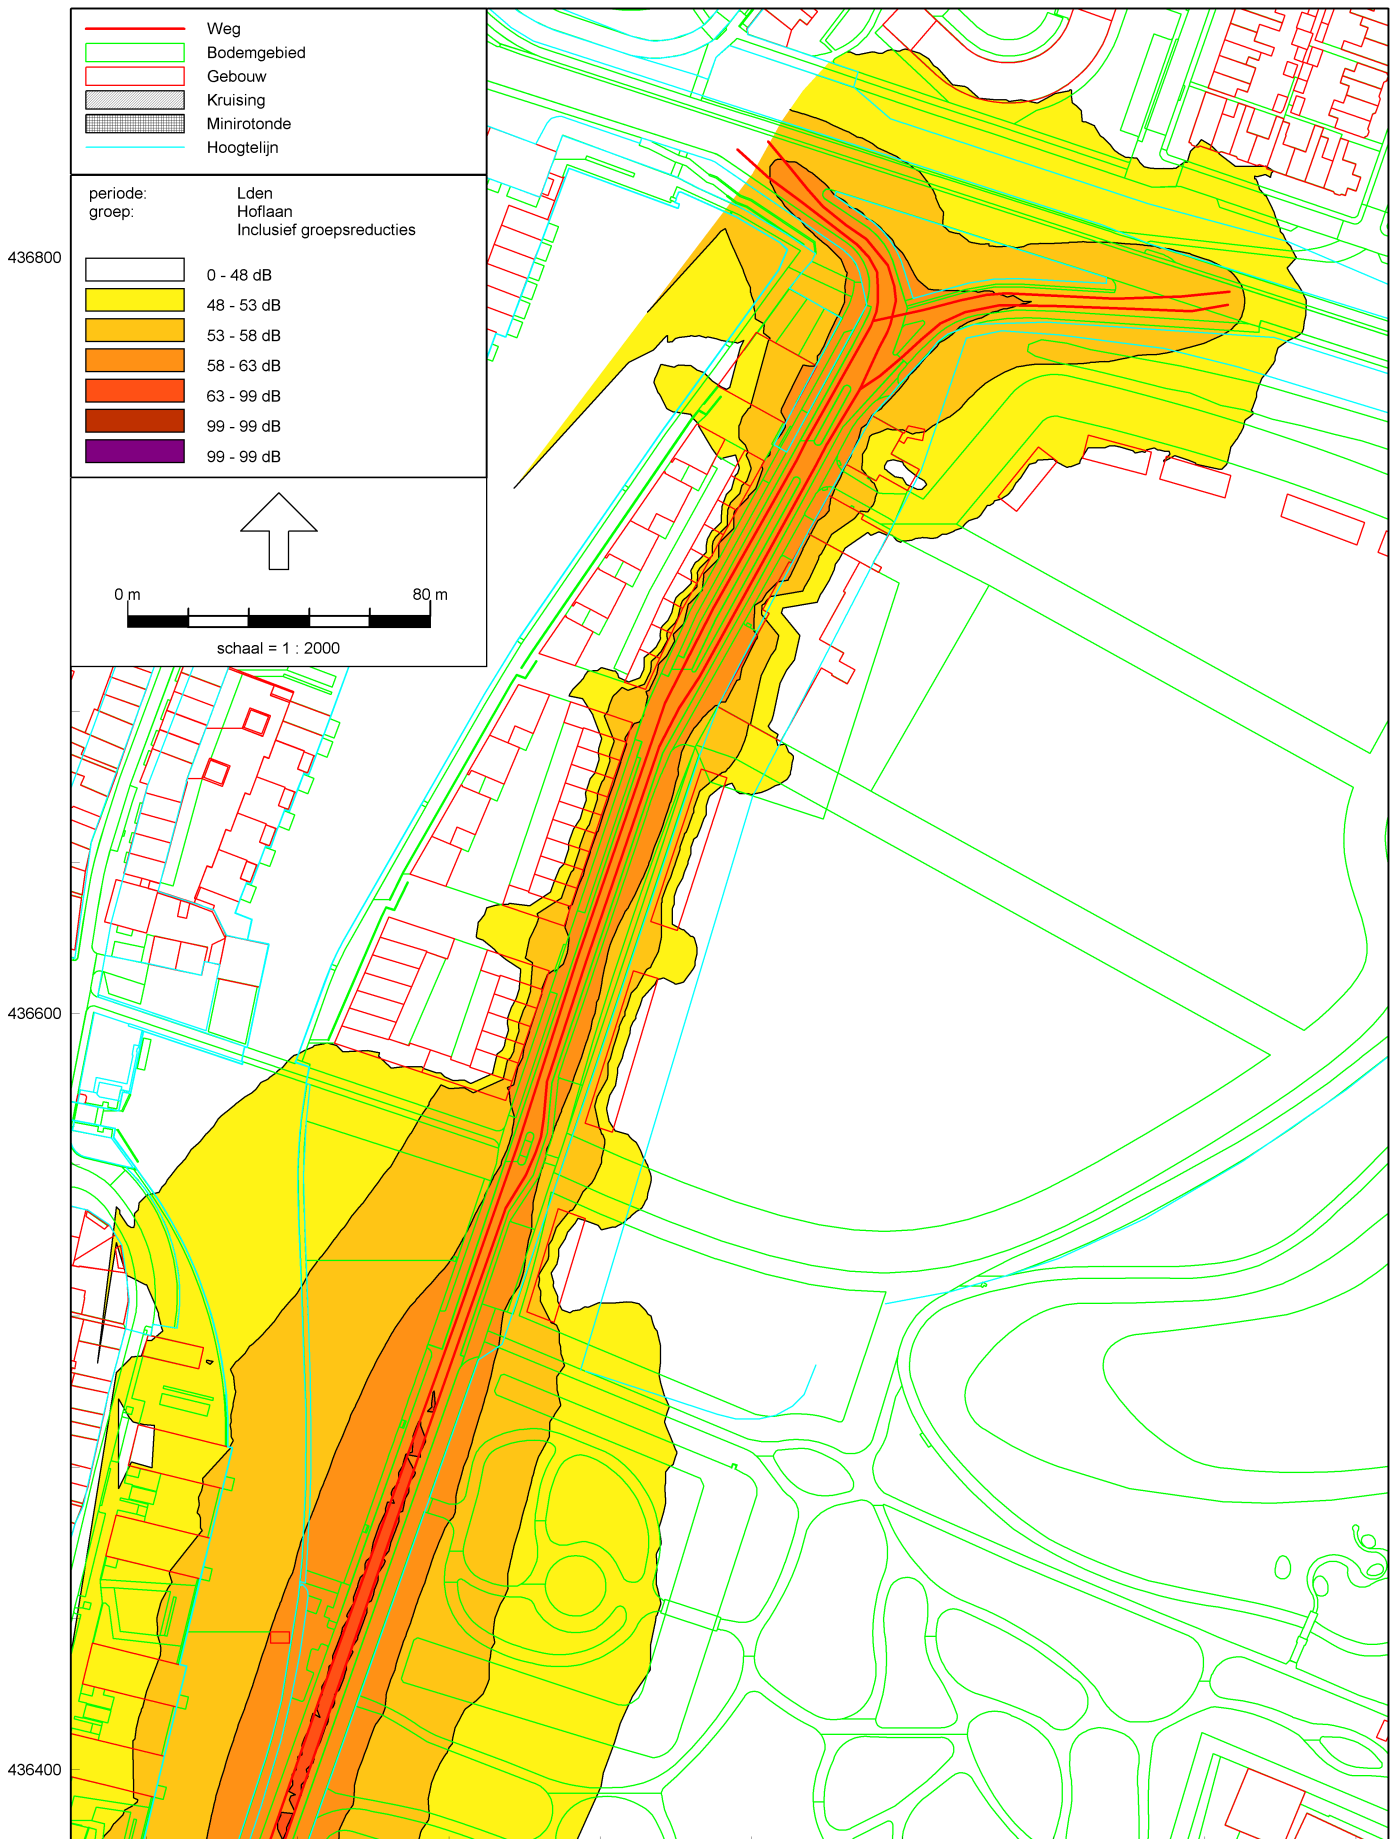 Weg
Bodemgebied
Gebouw
Kruising
Minirotonde
Hoogtelijn
periode: Lden
groep: Hoflaan
Inclusief groepsreducties
0 - 48 dB
48 - 53 dB
53 - 58 dB
58 - 63 dB
63 - 99 dB
99 - 99 dB
99 - 99 dB
0 m 80 m
schaal = 1 : 2000
436800
436600
436400